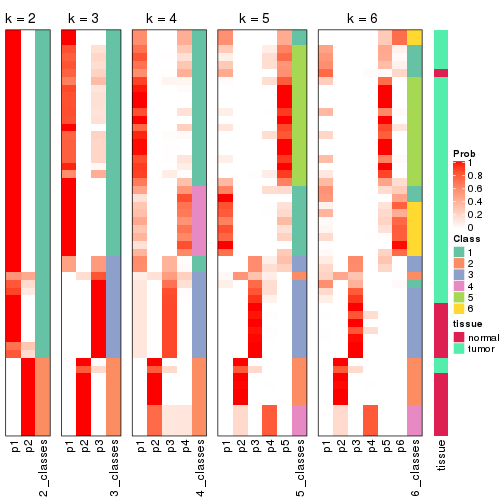 k = 2 k = 3 k = 4 k = 5 k = 6
Prob
1
0.8
0.6
0.4
0.2
0
Class
1
2
3
4
5
6
tissue
normal
tumor
p1 p2 2_classes p1 p2 p3 3_classes p1 p2 p3 p4 4_classes p1 p2 p3 p4 p5 5_classes p1 p2 p3 p4 p5 p6 6_classes tissue